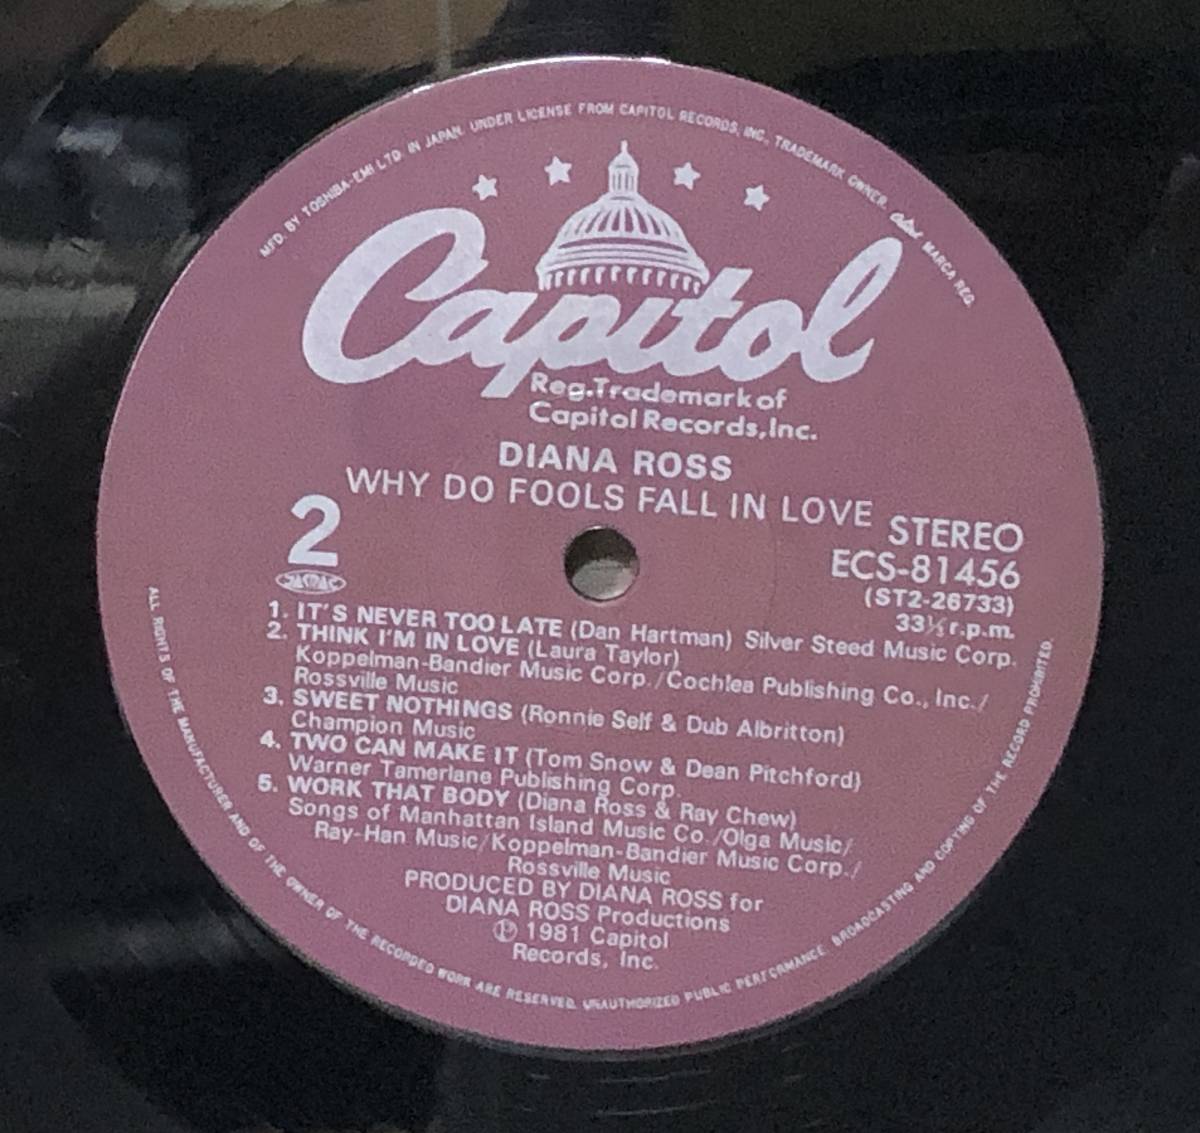 MFD. BY TOSHIBA-EMI LTD. IN JAPAN. UNDER LICENSE FROM CAPITOL RECORDS, INC., TRADEMARK OWNER. Capitol MARCA REG.
Capitol
Reg.Trademark of
Capitol Records,Inc.
DIANA ROSS
WHY DO FOOLS FALL IN LOVE
2
STEREO
ECS-81456
(ST2-26733)
33⅓ r.p.m.
JASRAC
1. IT'S NEVER TOO LATE (Dan Hartman) Silver Steed Music Corp.
2. THINK I'M IN LOVE (Laura Taylor)
Koppelman-Bandier Music Corp./Cochlea Publishing Co., Inc./
Rossville Music
3. SWEET NOTHINGS (Ronnie Self & Dub Albritton)
Champion Music
4. TWO CAN MAKE IT (Tom Snow & Dean Pitchford)
Warner Tamerlane Publishing Corp.
5. WORK THAT BODY (Diana Ross & Ray Chew)
Songs of Manhattan Island Music Co./Olga Music/
Ray-Han Music/Koppelman-Bandier Music Corp./
Rossville Music
PRODUCED BY DIANA ROSS for
DIANA ROSS Productions
Ⓟ 1981 Capitol
Records, Inc.
ALL RIGHTS OF THE MANUFACTURER AND OF THE OWNER OF THE RECORDED WORK ARE RESERVED. UNAUTHORIZED PUBLIC PERFORMANCE BROADCASTING AND COPYING OF THE RECORD PROHIBITED.